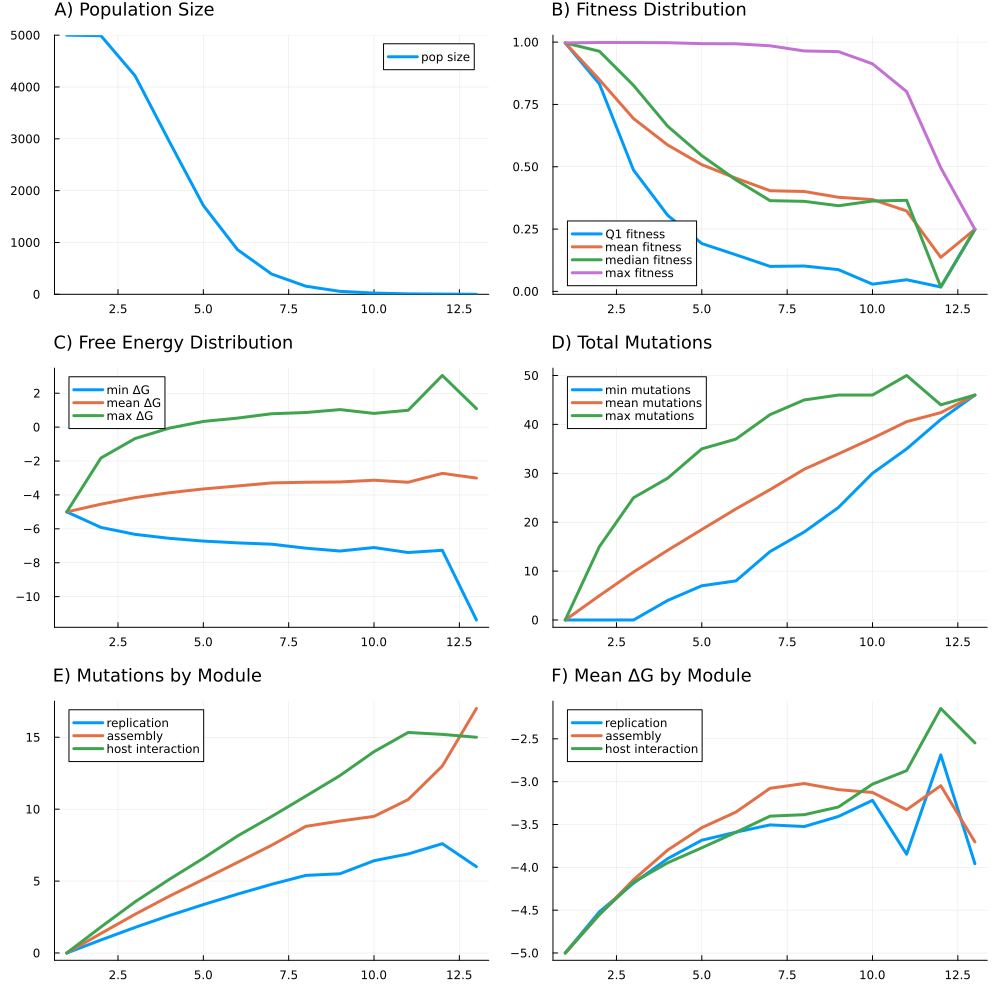 A) Population Size
5000
4000
3000
2000
1000
0
pop size
2.5 5.0 7.5 10.0 12.5
B) Fitness Distribution
1.00
0.75
0.50
0.25
0.00
Q1 fitness
mean fitness
median fitness
max fitness
2.5 5.0 7.5 10.0 12.5
C) Free Energy Distribution
2
0
−2
−4
−6
−8
−10
min ΔG
mean ΔG
max ΔG
2.5 5.0 7.5 10.0 12.5
D) Total Mutations
50
40
30
20
10
0
min mutations
mean mutations
max mutations
2.5 5.0 7.5 10.0 12.5
E) Mutations by Module
15
10
5
0
replication
assembly
host interaction
2.5 5.0 7.5 10.0 12.5
F) Mean ΔG by Module
−2.5
−3.0
−3.5
−4.0
−4.5
−5.0
replication
assembly
host interaction
2.5 5.0 7.5 10.0 12.5